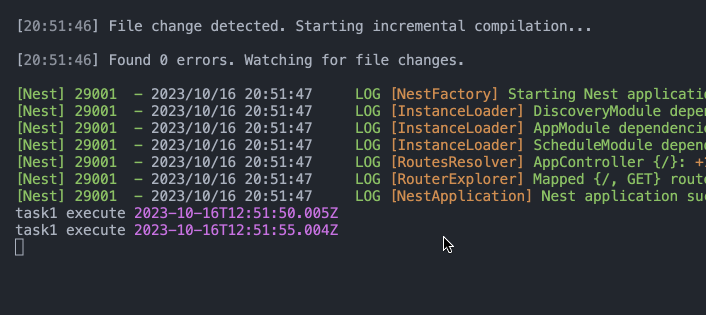 [20:51:46] File change detected. Starting incremental compilation...
[20:51:46] Found 0 errors. Watching for file changes.
[Nest] 29001  - 2023/10/16 20:51:47     LOG [NestFactory] Starting Nest
[Nest] 29001  - 2023/10/16 20:51:47     LOG [InstanceLoader] DiscoveryModule
[Nest] 29001  - 2023/10/16 20:51:47     LOG [InstanceLoader] AppModule
[Nest] 29001  - 2023/10/16 20:51:47     LOG [InstanceLoader] ScheduleModule
[Nest] 29001  - 2023/10/16 20:51:47     LOG [RoutesResolver] AppController {/}:
[Nest] 29001  - 2023/10/16 20:51:47     LOG [RouterExplorer] Mapped {/, GET}
[Nest] 29001  - 2023/10/16 20:51:47     LOG [NestApplication] Nest application
task1 execute 2023-10-16T12:51:50.005Z
task1 execute 2023-10-16T12:51:55.004Z